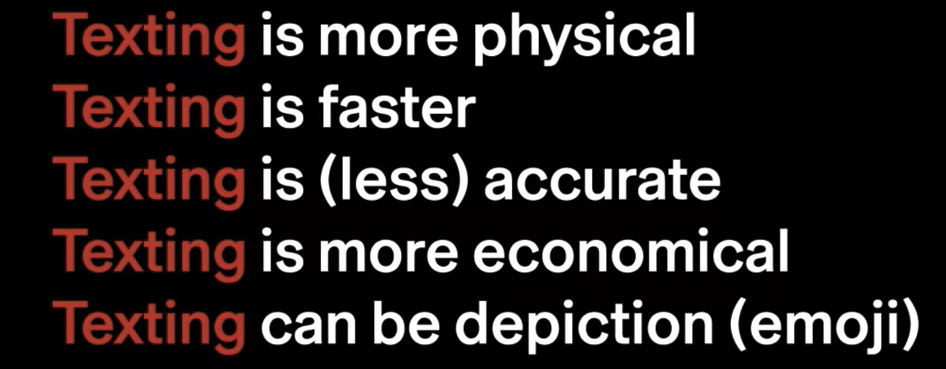 Texting is more physical
Texting is faster
Texting is (less) accurate
Texting is more economical
Texting can be depiction (emoji)